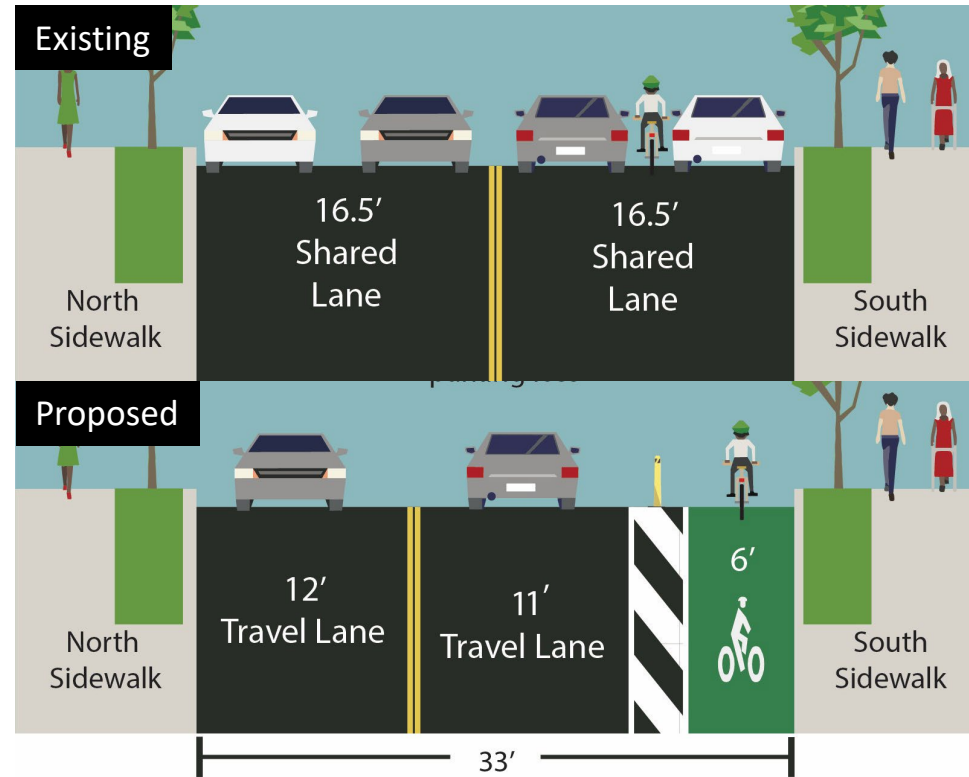 Existing
16.5’
Shared
Lane
16.5’
Shared
Lane
North
Sidewalk
South
Sidewalk
Proposed
12’
Travel Lane
11’
Travel Lane
6’
North
Sidewalk
South
Sidewalk
33’